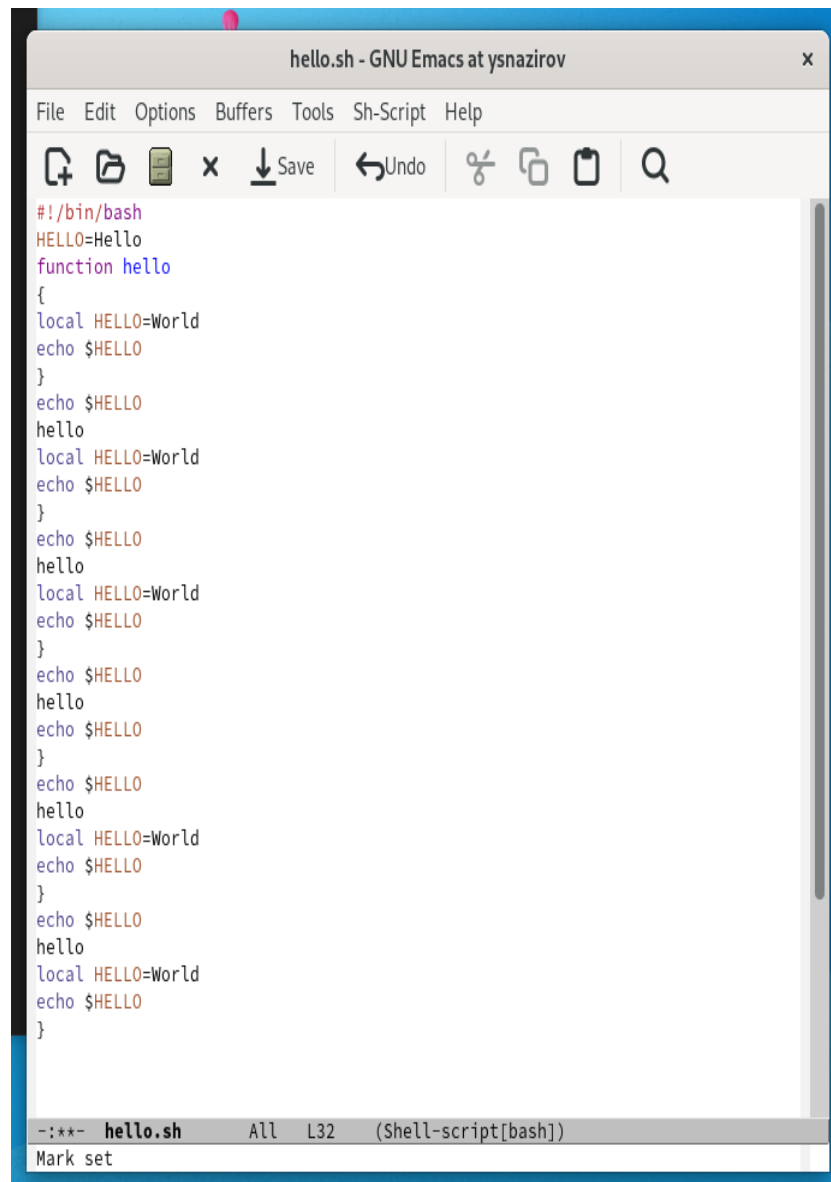 hello.sh - GNU Emacs at ysnazirov
File Edit Options Buffers Tools Sh-Script Help
Save Undo
#!/bin/bash
HELLO=Hello
function hello
{
local HELLO=World
echo $HELLO
}
echo $HELLO
hello
local HELLO=World
echo $HELLO
}
echo $HELLO
hello
local HELLO=World
echo $HELLO
}
echo $HELLO
hello
echo $HELLO
}
echo $HELLO
hello
local HELLO=World
echo $HELLO
}
echo $HELLO
hello
local HELLO=World
echo $HELLO
}
-:**- hello.sh All L32 (Shell-script[bash])
Mark set